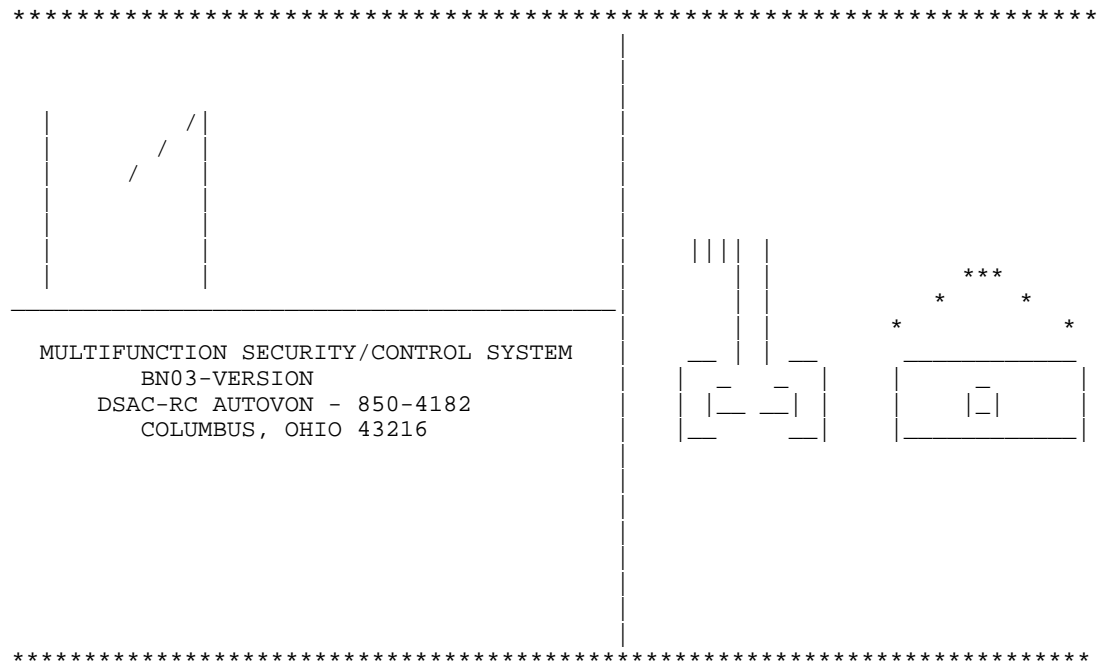 MULTIFUNCTION SECURITY/CONTROL SYSTEM
BN03-VERSION
DSAC-RC AUTOVON - 850-4182
COLUMBUS, OHIO 43216